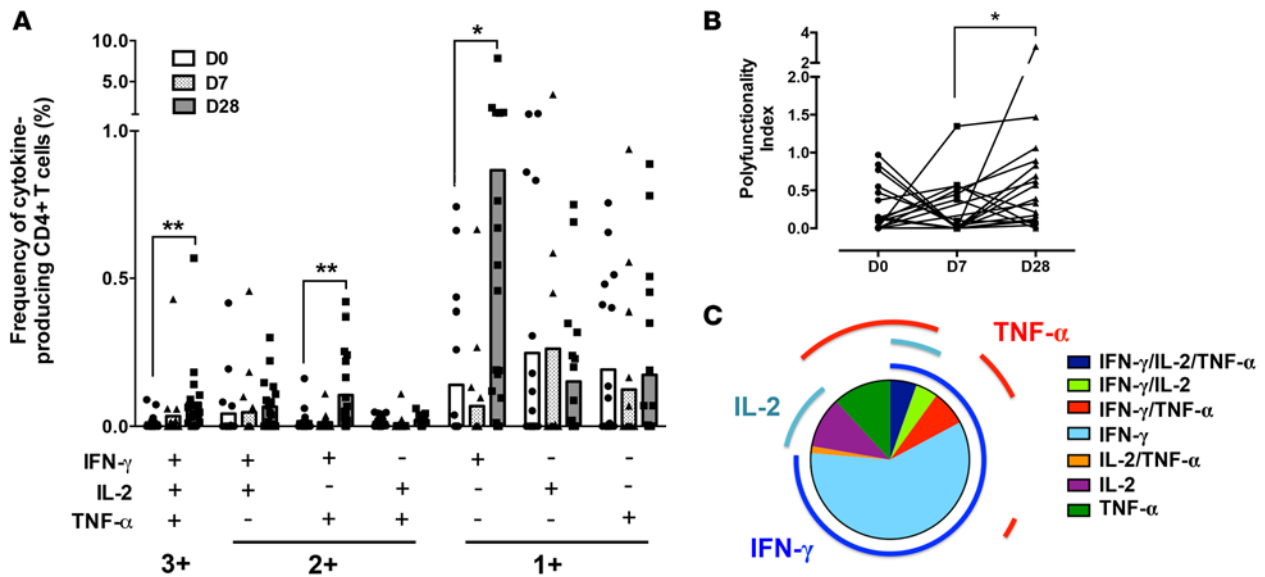 A
Frequency of cytokine-
producing CD4+ T cells (%)
10.0
5.0
1.0
0.5
0.0
D0
D7
D28
**
**
*
IFN-γ + + + - + - -
IL-2 + + - + - + -
TNF-α + - + + - - +
3+ 2+ 1+
B
Polyfunctionality
Index
4
2
2.0
1.5
1.0
0.5
0.0
*
D0 D7 D28
C
TNF-α
IL-2
IFN-γ
IFN-γ/IL-2/TNF-α
IFN-γ/IL-2
IFN-γ/TNF-α
IFN-γ
IL-2/TNF-α
IL-2
TNF-α